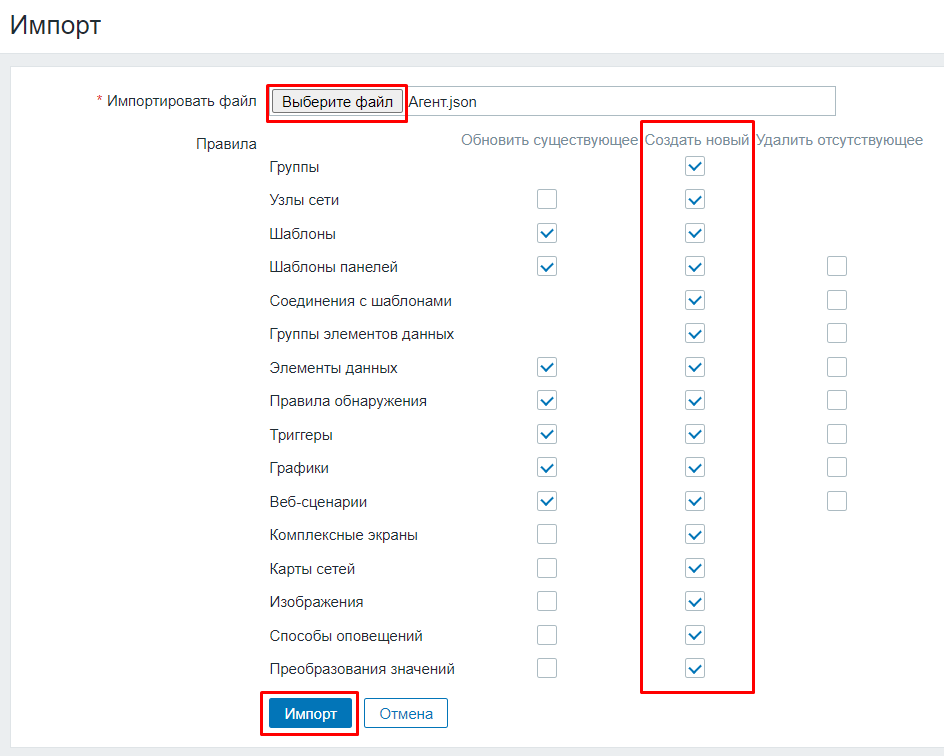 Импорт
* Импортировать файл Выберите файл Агент.json
Правила Обновить существующее Создать новый Удалить отсутствующее
Группы
Узлы сети
Шаблоны
Шаблоны панелей
Соединения с шаблонами
Группы элементов данных
Элементы данных
Правила обнаружения
Триггеры
Графики
Веб-сценарии
Комплексные экраны
Карты сетей
Изображения
Способы оповещений
Преобразования значений
Импорт Отмена